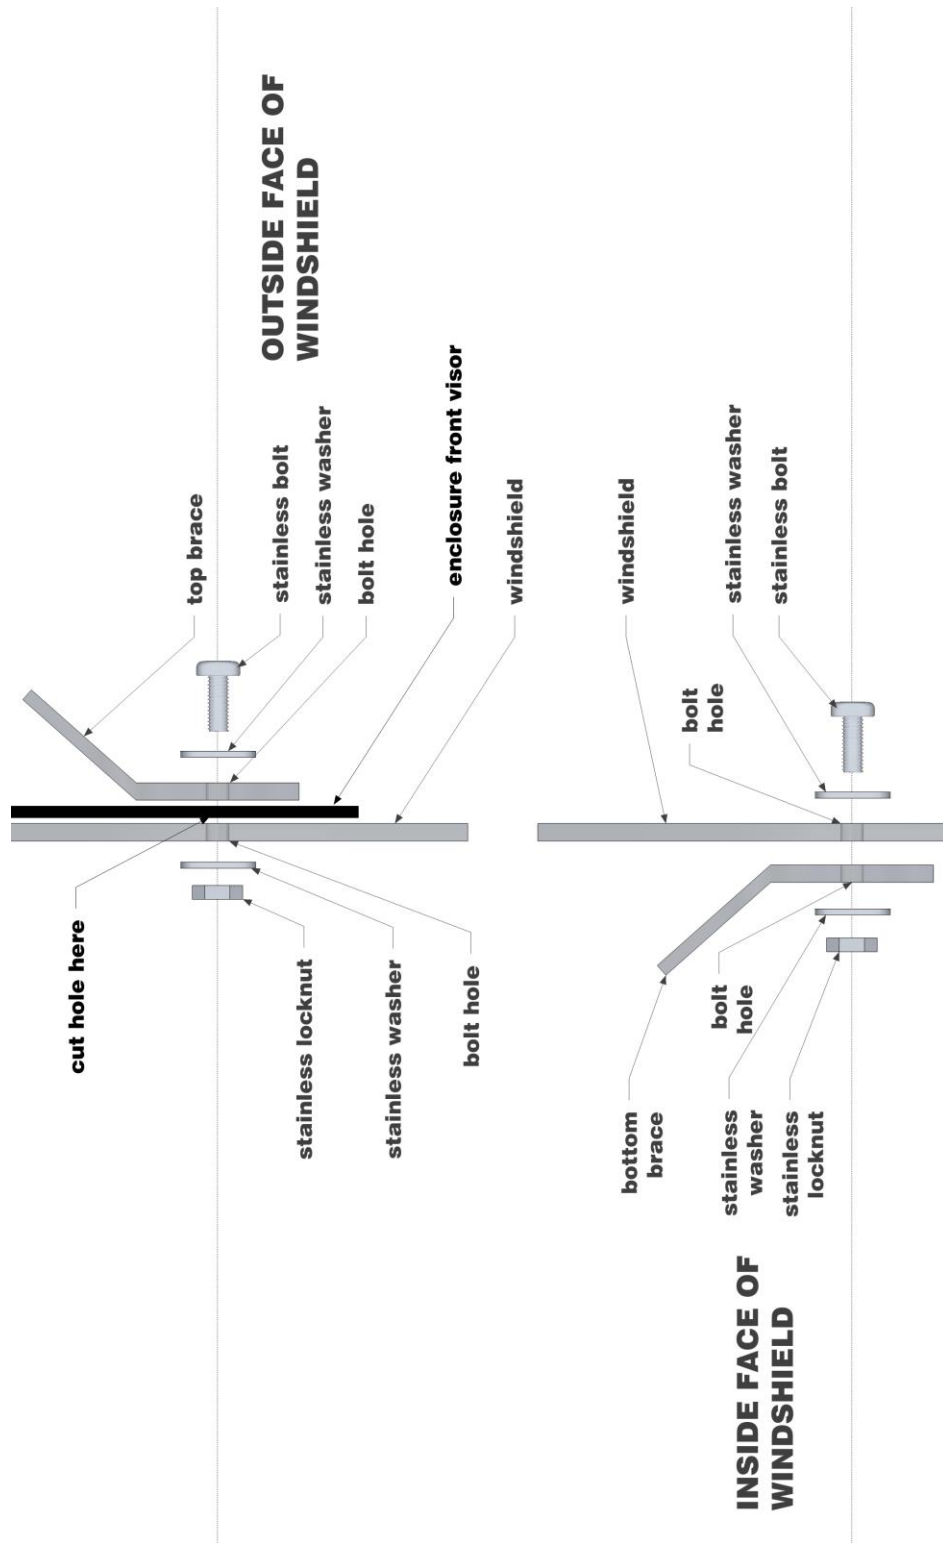 cut hole here
top brace
OUTSIDE FACE OF
WINDSHIELD
stainless bolt
stainless locknut
stainless washer
bolt hole
stainless washer
enclosure front visor
bolt hole
windshield
windshield
bottom
brace
bolt
hole
stainless washer
bolt
hole
stainless
washer
stainless bolt
stainless
locknut
INSIDE FACE OF
WINDSHIELD